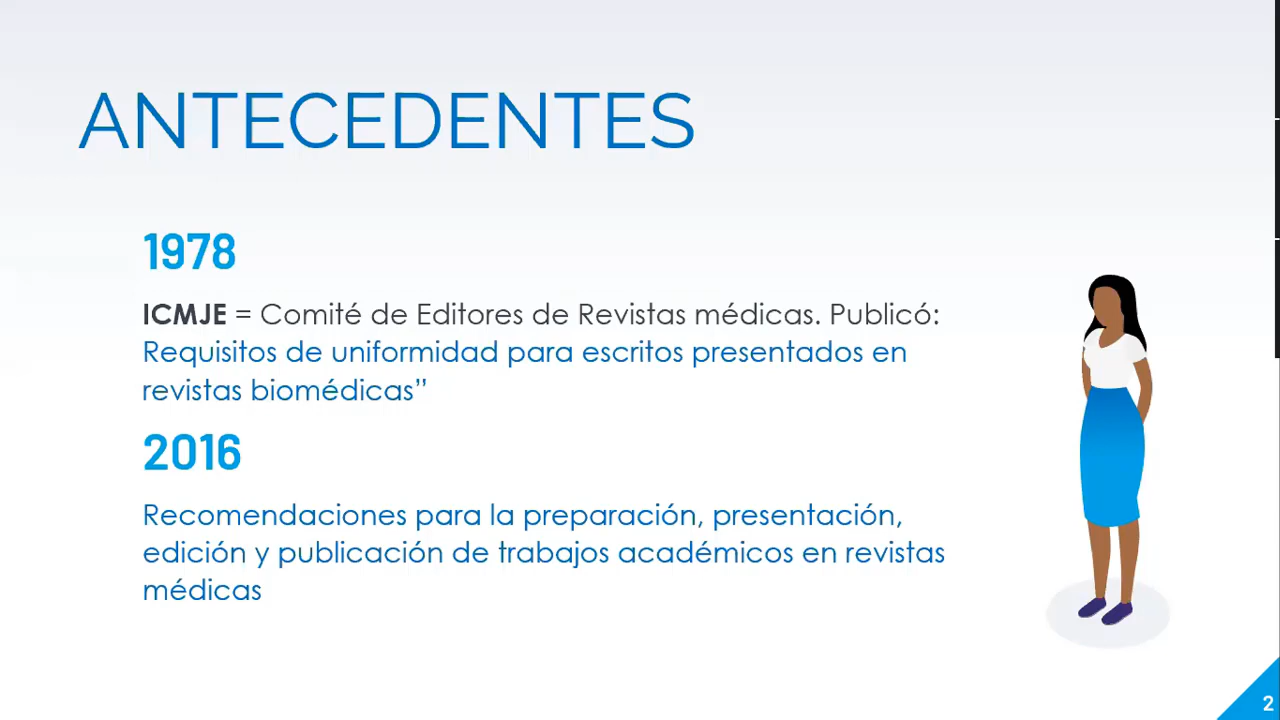 ANTECEDENTES
1978
ICMJE = Comité de Editores de Revistas médicas. Publicó:
Requisitos de uniformidad para escritos presentados en
revistas biomédicas”
2016
Recomendaciones para la preparación, presentación,
edición y publicación de trabajos académicos en revistas
médicas
2